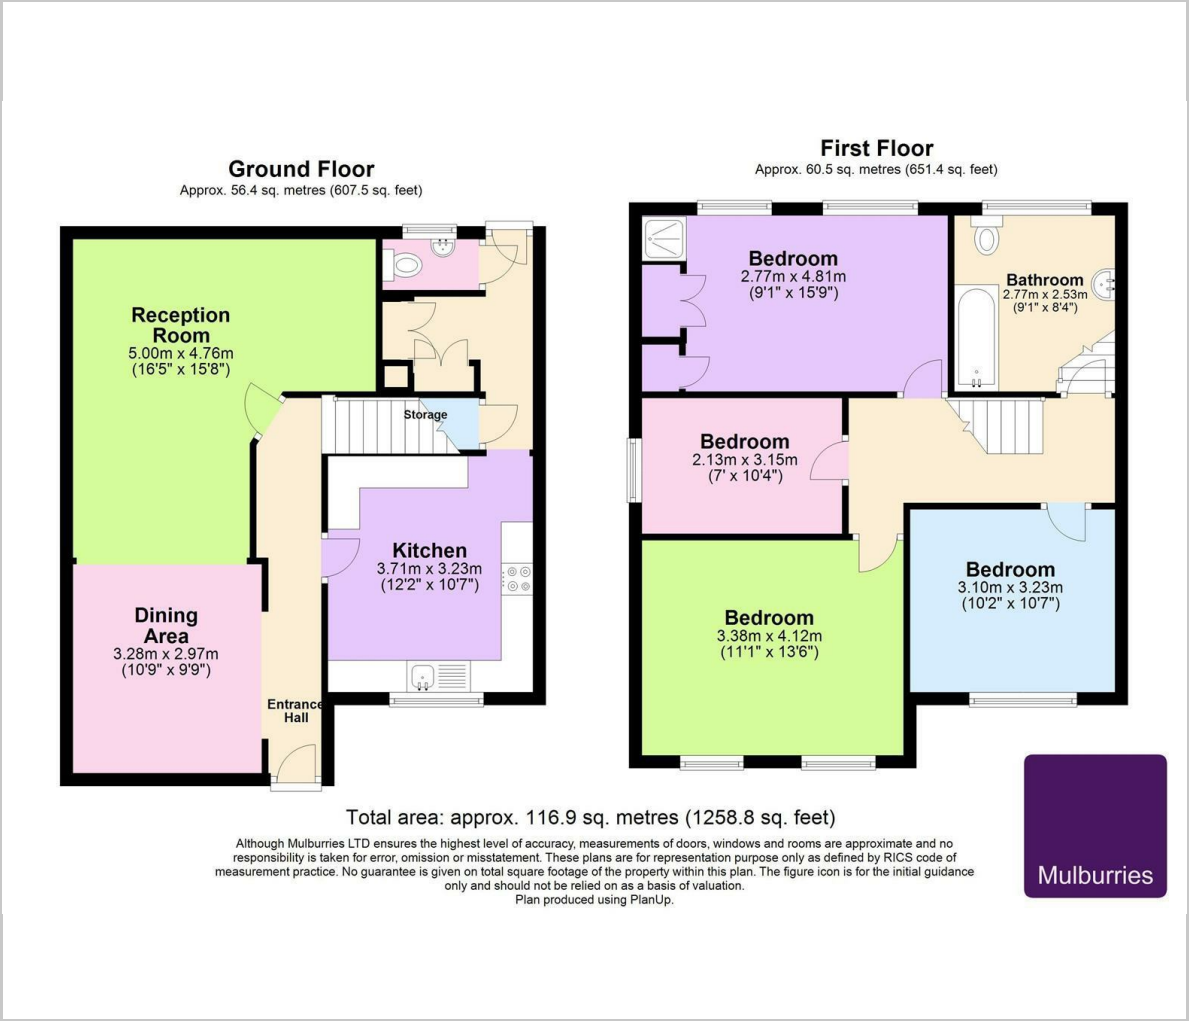 Ground Floor
Approx. 56.4 sq. metres (607.5 sq. feet)
Reception
Room
5.00m x 4.76m
(16'5" x 15'8")
Storage
Kitchen
3.71m x 3.23m
(12'2" x 10'7")
Dining
Area
3.28m x 2.97m
(10'9" x 9'9")
Entrance
Hall
First Floor
Approx. 60.5 sq. metres (651.4 sq. feet)
Bedroom
2.77m x 4.81m
(9'1" x 15'9")
Bathroom
2.77m x 2.53m
(9'1" x 8'4")
Bedroom
2.13m x 3.15m
(7' x 10'4")
Bedroom
3.10m x 3.23m
(10'2" x 10'7")
Bedroom
3.38m x 4.12m
(11'1" x 13'6")
Total area: approx. 116.9 sq. metres (1258.8 sq. feet)
Although Mulburries LTD ensures the highest level of accuracy, measurements of doors, windows and rooms are approximate and no
responsibility is taken for error, omission or misstatement. These plans are for representation purpose only as defined by RICS code of
measurement practice. No guarantee is given on total square footage of the property within this plan. The figure icon is for the initial guidance
only and should not be relied on as a basis of valuation.
Plan produced using PlanUp.
Mulburries